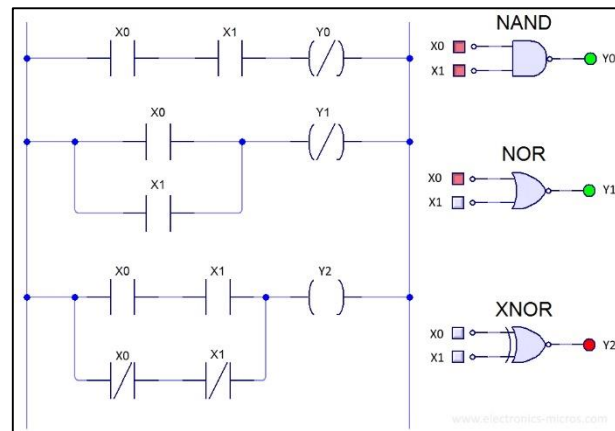 NAND
X0 X1 Y0
X0
X1
Y0
X0 Y1
X1
NOR
X0
X1
Y1
X0 X1 Y2
X0 X1
XNOR
X0
X1
Y2
www.electronics-micros.com